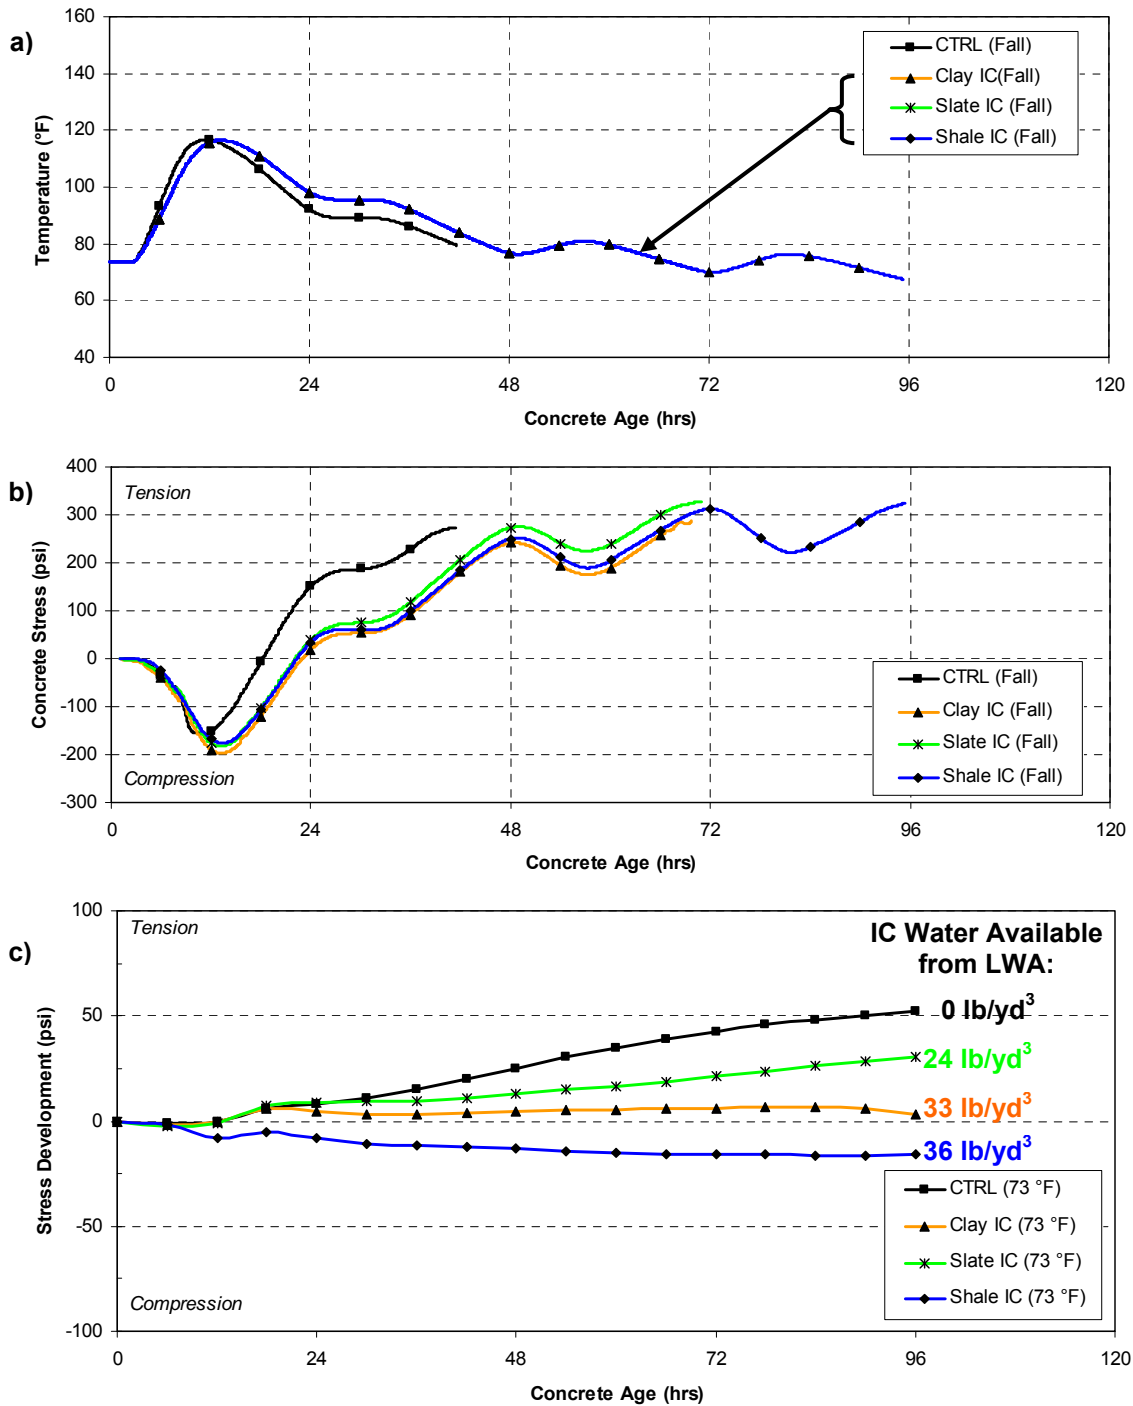 a)
160
140
120
100
80
60
40
Temperature (°F)
CTRL (Fall)
Clay IC(Fall)
Slate IC (Fall)
Shale IC (Fall)
0
24
48
72
96
120
Concrete Age (hrs)
b)
400
300
200
100
0
-100
-200
-300
Concrete Stress (psi)
Tension
Compression
CTRL (Fall)
Clay IC (Fall)
Slate IC (Fall)
Shale IC (Fall)
0
24
48
72
96
120
Concrete Age (hrs)
c)
100
50
0
-50
-100
Stress Development (psi)
Tension
IC Water Available
from LWA:
0 lb/yd³
24 lb/yd³
33 lb/yd³
36 lb/yd³
CTRL (73 °F)
Clay IC (73 °F)
Slate IC (73 °F)
Shale IC (73 °F)
Compression
0
24
48
72
96
120
Concrete Age (hrs)